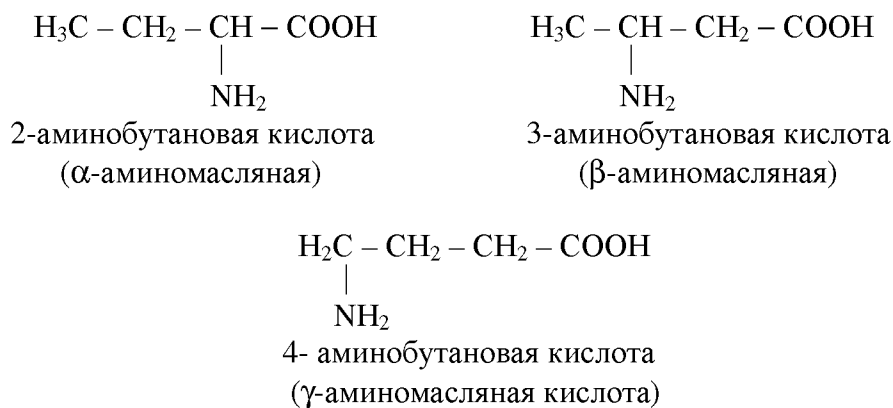 H₃C – CH₂ – CH – COOH
|
NH₂
2-аминобутановая кислота
(α-аминомасляная)
H₃C – CH – CH₂ – COOH
|
NH₂
3-аминобутановая кислота
(β-аминомасляная)
H₂C – CH₂ – CH₂ – COOH
|
NH₂
4- аминобутановая кислота
(γ-аминомасляная кислота)